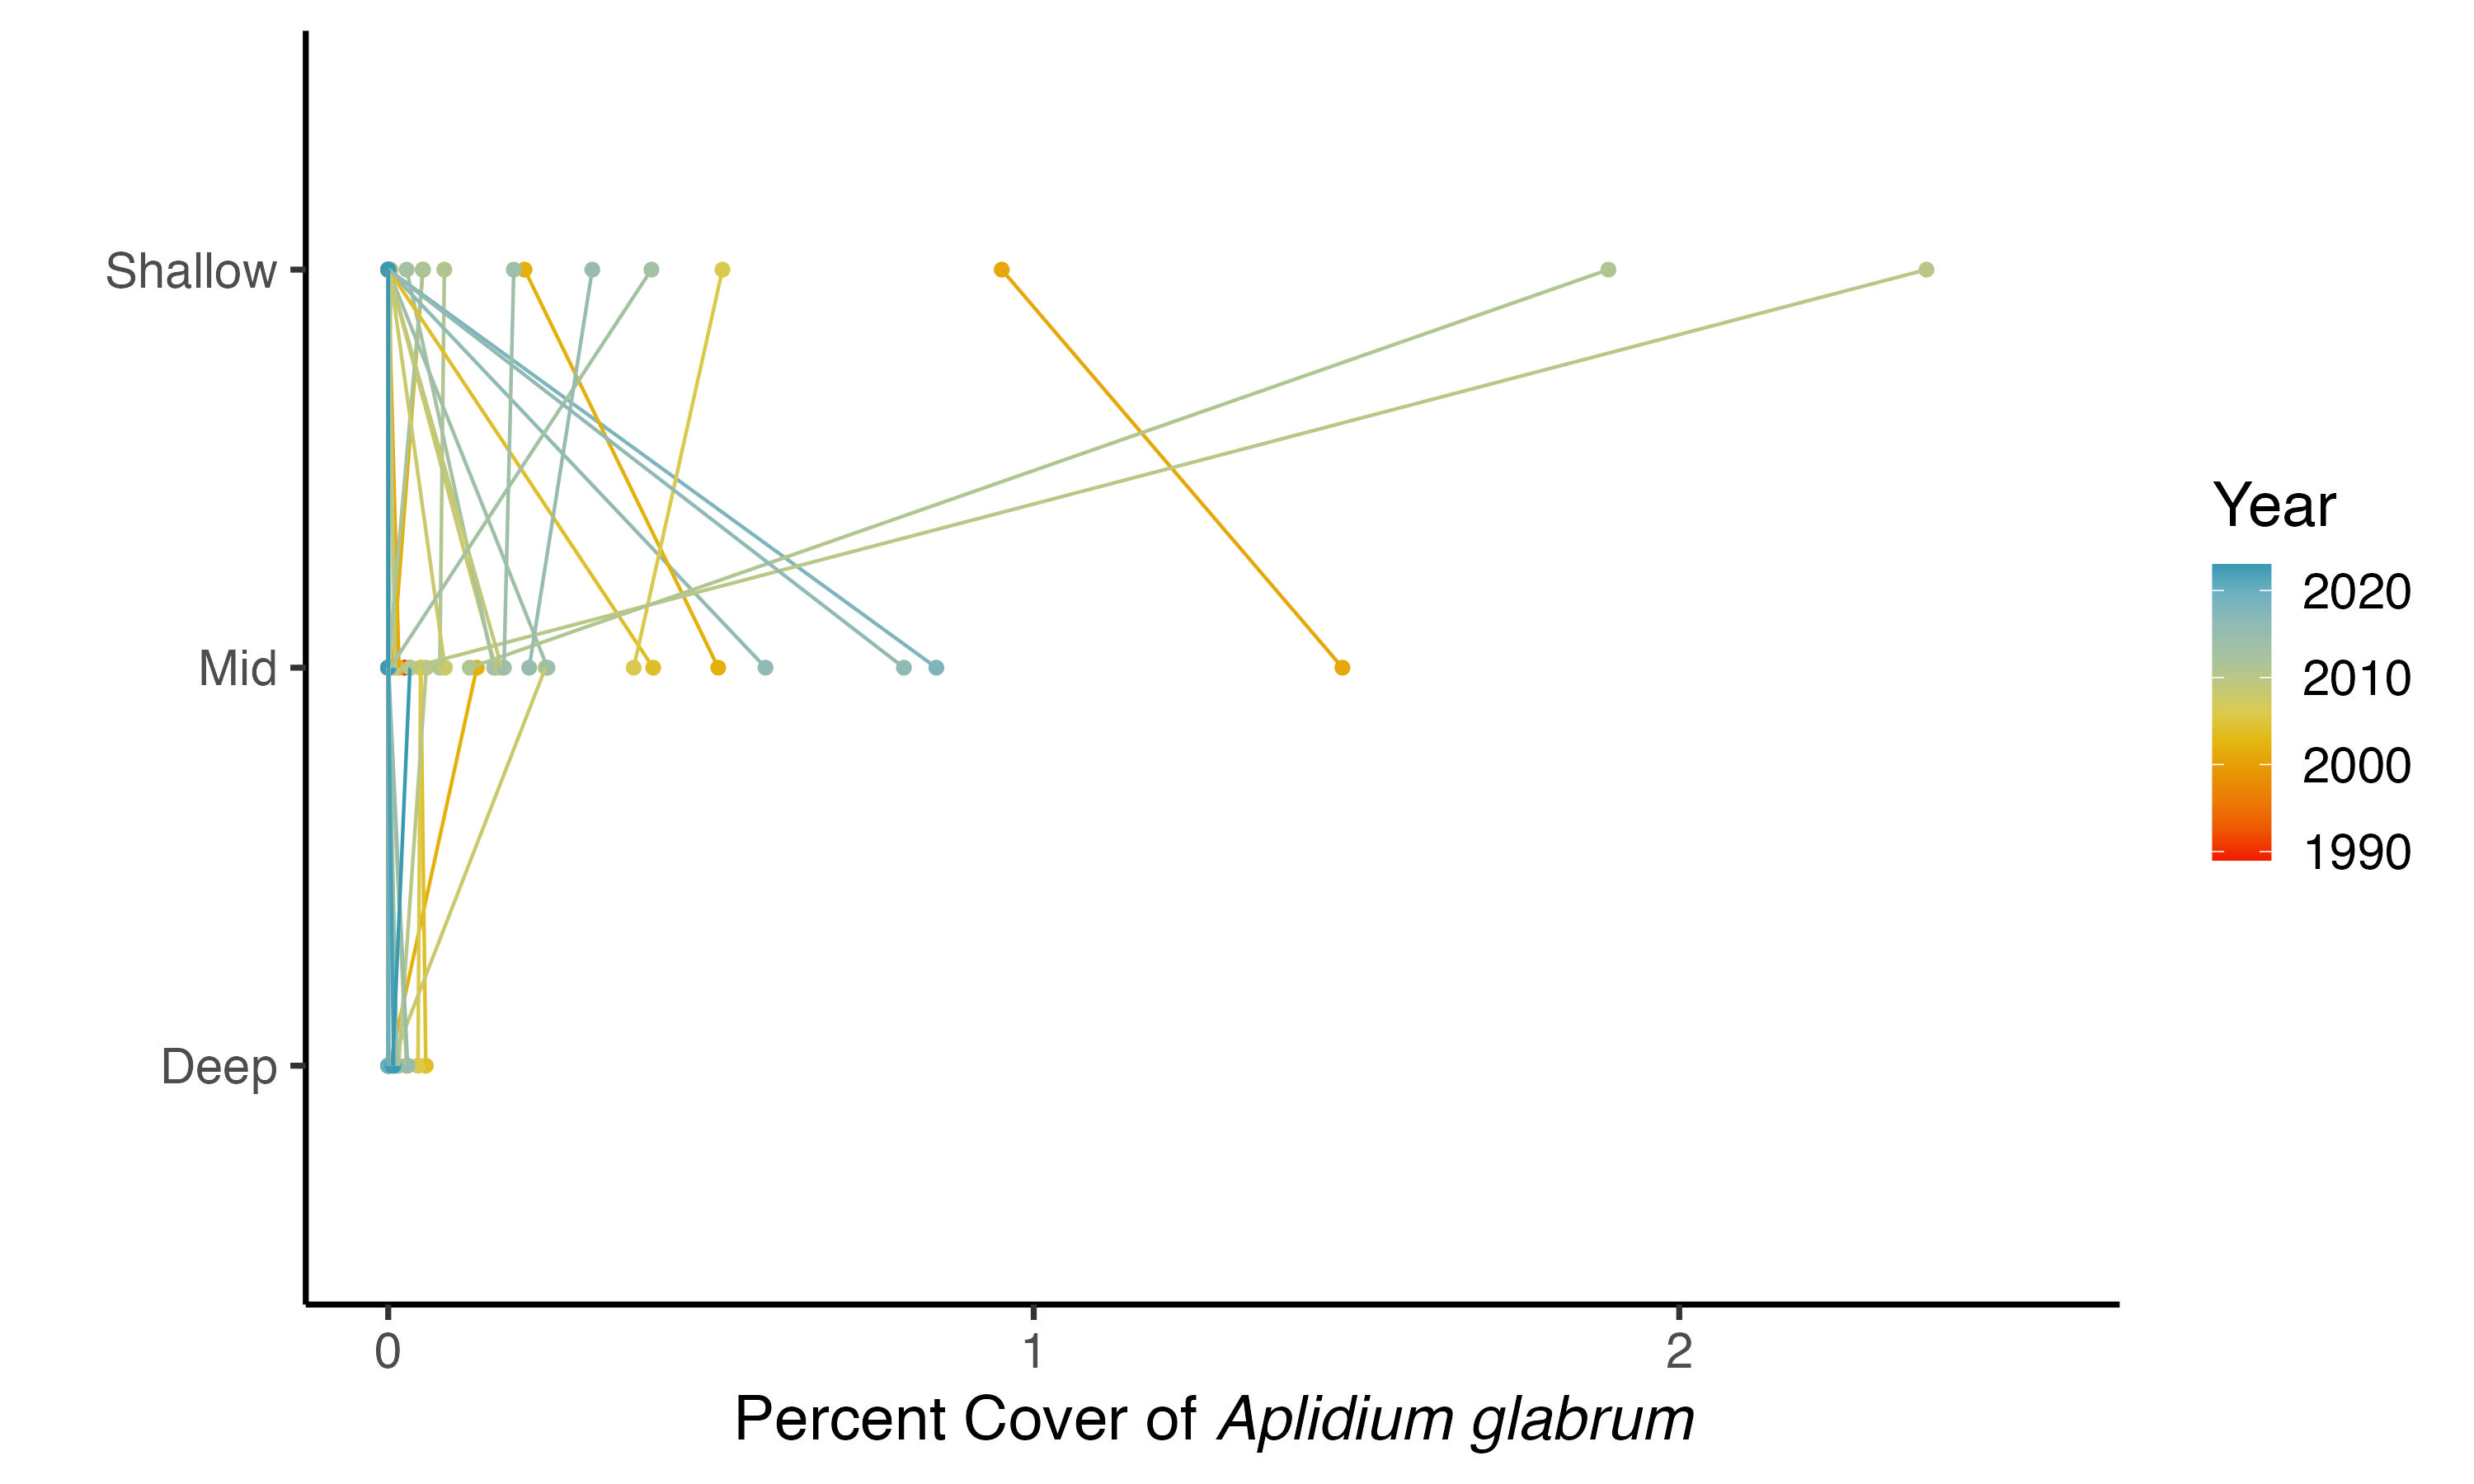 Shallow
Mid
Deep
0
1
2
Percent Cover of Aplidium glabrum
Year
2020
2010
2000
1990